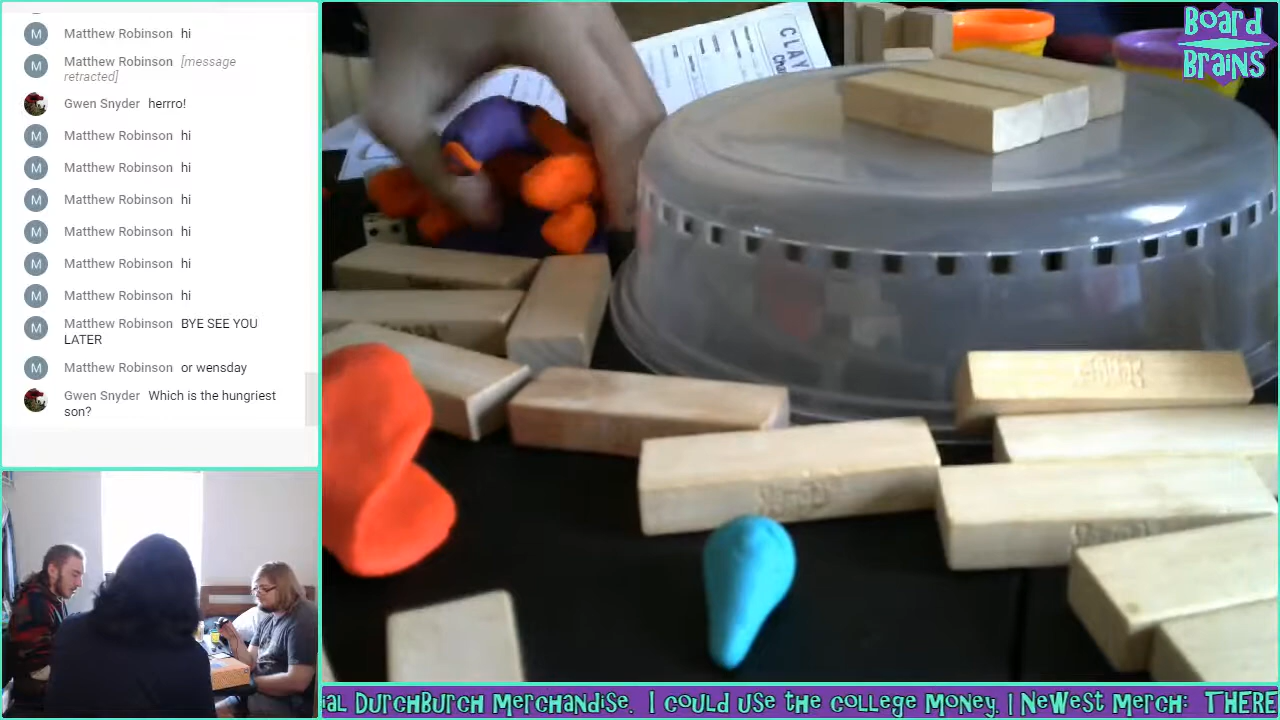 Matthew Robinson hi
Matthew Robinson [message
retracted]
Gwen Snyder herrro!
Matthew Robinson hi
Matthew Robinson hi
Matthew Robinson hi
Matthew Robinson hi
Matthew Robinson hi
Matthew Robinson hi
Matthew Robinson BYE SEE YOU
LATER
Matthew Robinson or wensday
Gwen Snyder Which is the hungriest
son?
M
M
M
M
M
M
M
M
M
M
CLAY
Board
Brains
ial Durchburch Merchandise. I could use the college money. | Newest Merch: THERE